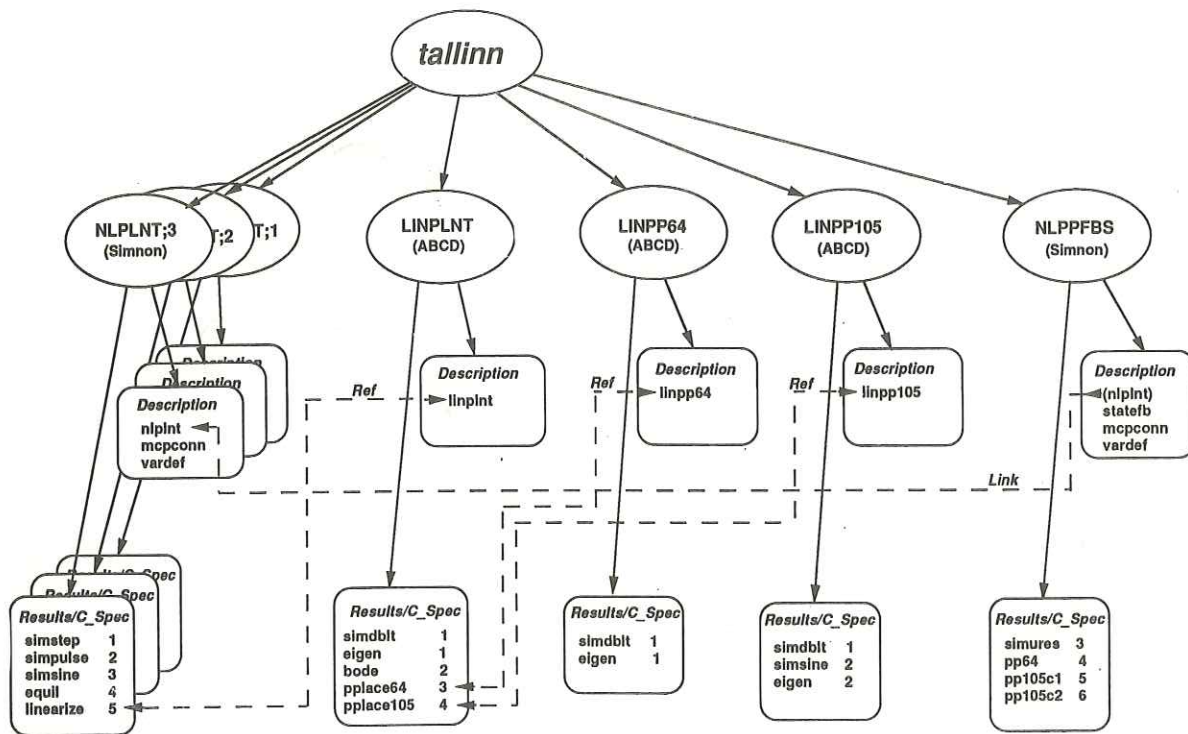 tallinn
NLPLNT;3
(Simnon)
T;2
T;1
LINPLNT
(ABCD)
LINPP64
(ABCD)
LINPP105
(ABCD)
NLPPFBS
(Simnon)
Description
Description
Description
nlplnt
mcpconn
vardef
Ref
Description
linplnt
Ref
Description
linpp64
Ref
Description
linpp105
Description
(nlplnt)
statefb
mcpconn
vardef
Link
Results/C_Spec
Results/C_Spec
Results/C_Spec
simstep 1
simpulse 2
simsine 3
equil 4
linearize 5
Results/C_Spec
simdblt 1
eigen 1
bode 2
pplace64 3
pplace105 4
Results/C_Spec
simdblt 1
eigen 1
Results/C_Spec
simdblt 1
simsine 2
eigen 2
Results/C_Spec
simures 3
pp64 4
pp105c1 5
pp105c2 6